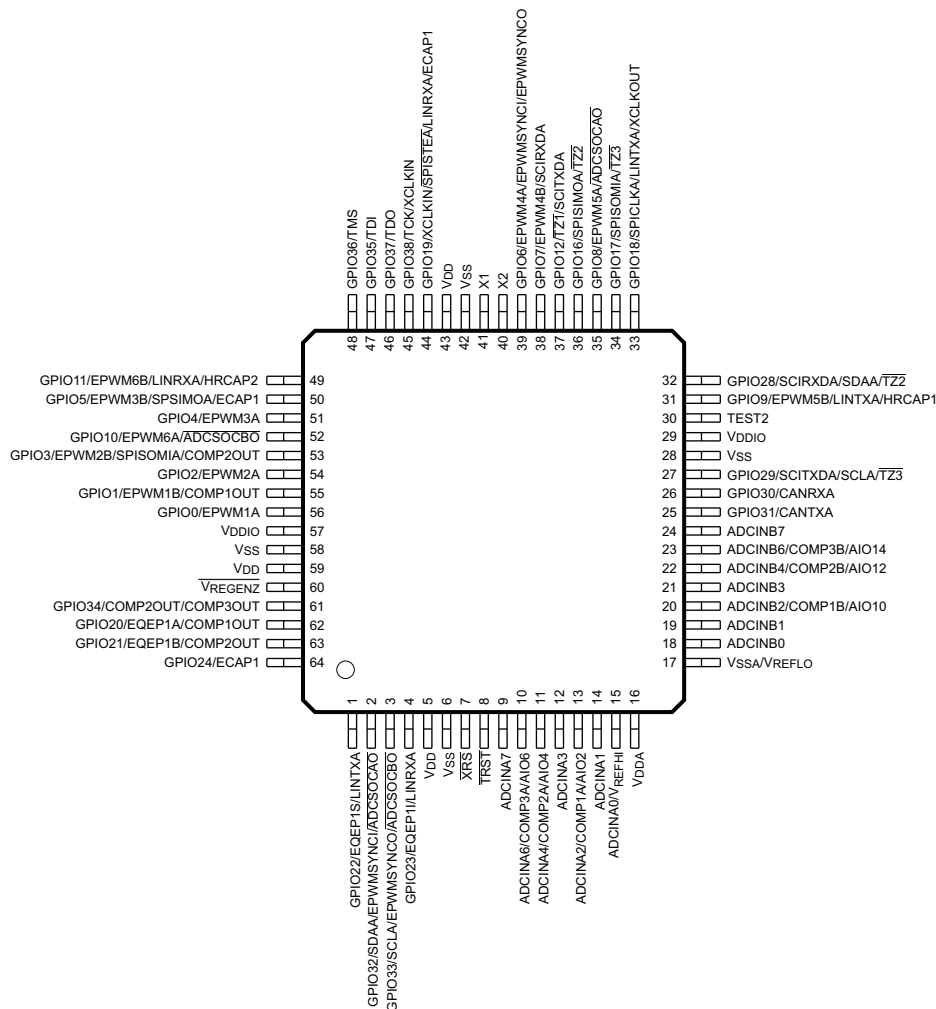 GPIO36/TMS
GPIO35/TDI
GPIO37/TDO
GPIO38/TCK/XCLKIN
GPIO19/XCLKIN/SPISTEA/LINRXA/ECAP1
VDD
VSS
X1
X2
GPIO6/EPWM4A/EPWMSYNCI/EPWMSYNCO
GPIO7/EPWM4B/SCIRXDA
GPIO12/TZ1/SCITXDA
GPIO16/SPISIMOA/TZ2
GPIO8/EPWM5A/ADCSOCAO
GPIO17/SPISOMIA/TZ3
GPIO18/SPICLKA/LINTXA/XCLKOUT
48
47
46
45
44
43
42
41
40
39
38
37
36
35
34
33
GPIO11/EPWM6B/LINRXA/HRCAP2 49
GPIO5/EPWM3B/SPSIMOA/ECAP1 50
GPIO4/EPWM3A 51
GPIO10/EPWM6A/ADCSOCBO 52
GPIO3/EPWM2B/SPISOMIA/COMP2OUT 53
GPIO2/EPWM2A 54
GPIO1/EPWM1B/COMP1OUT 55
GPIO0/EPWM1A 56
VDDIO 57
VSS 58
VDD 59
VREGENZ 60
GPIO34/COMP2OUT/COMP3OUT 61
GPIO20/EQEP1A/COMP1OUT 62
GPIO21/EQEP1B/COMP2OUT 63
GPIO24/ECAP1 64
32 GPIO28/SCIRXDA/SDAA/TZ2
31 GPIO9/EPWM5B/LINTXA/HRCAP1
30 TEST2
29 VDDIO
28 VSS
27 GPIO29/SCITXDA/SCLA/TZ3
26 GPIO30/CANRXA
25 GPIO31/CANTXA
24 ADCINB7
23 ADCINB6/COMP3B/AIO14
22 ADCINB4/COMP2B/AIO12
21 ADCINB3
20 ADCINB2/COMP1B/AIO10
19 ADCINB1
18 ADCINB0
17 VSSA/VREFLO
1
2
3
4
5
6
7
8
9
10
11
12
13
14
15
16
GPIO22/EQEP1S/LINTXA
GPIO32/SDAA/EPWMSYNCI/ADCSOCAO
GPIO33/SCLA/EPWMSYNCO/ADCSOCBO
GPIO23/EQEP1I/LINRXA
VDD
VSS
XRS
TRST
ADCINA7
ADCINA6/COMP3A/AIO6
ADCINA4/COMP2A/AIO4
ADCINA3
ADCINA2/COMP1A/AIO2
ADCINA1
ADCINA0/VREFHI
VDDA